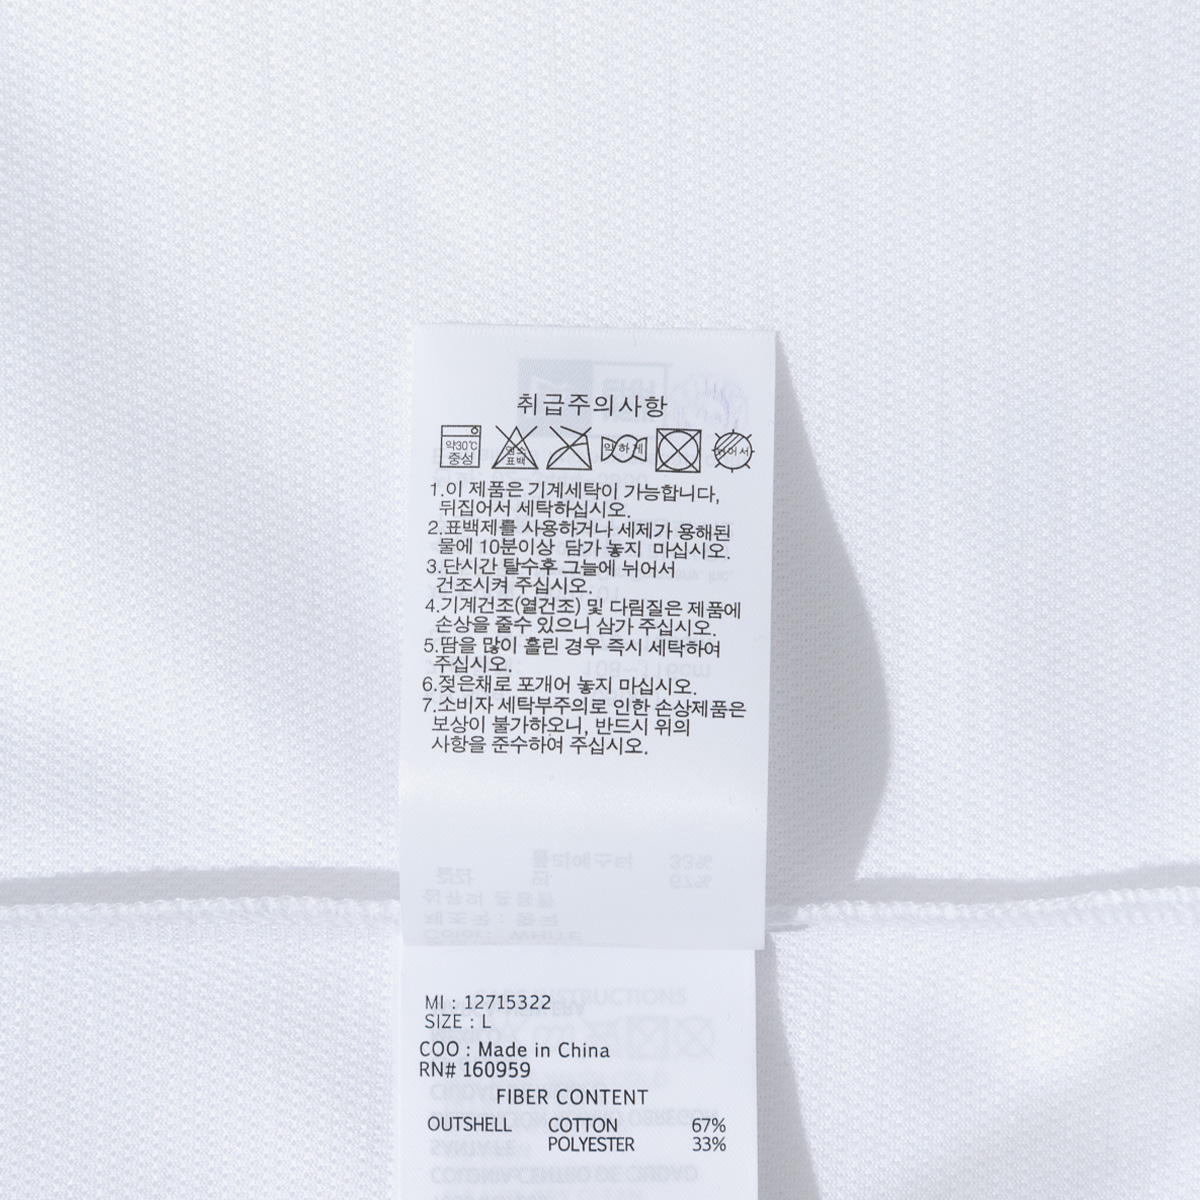 취급주의사항
약30℃
중성
염소
표백
약하게
뉘어서
1.이 제품은 기계세탁이 가능합니다,
뒤집어서 세탁하십시오.
2.표백제를 사용하거나 세제가 용해된
물에 10분이상 담가 놓지 마십시오.
3.단시간 탈수후 그늘에 뉘어서
건조시켜 주십시오.
4.기계건조(열건조) 및 다림질은 제품에
손상을 줄수 있으니 삼가 주십시오.
5.땀을 많이 흘린 경우 즉시 세탁하여
주십시오.
6.젖은채로 포개어 놓지 마십시오.
7.소비자 세탁부주의로 인한 손상제품은
보상이 불가하오니, 반드시 위의
사항을 준수하여 주십시오.
MI : 12715322
SIZE : L
COO : Made in China
RN# 160959
FIBER CONTENT
OUTSHELL COTTON 67%
POLYESTER 33%